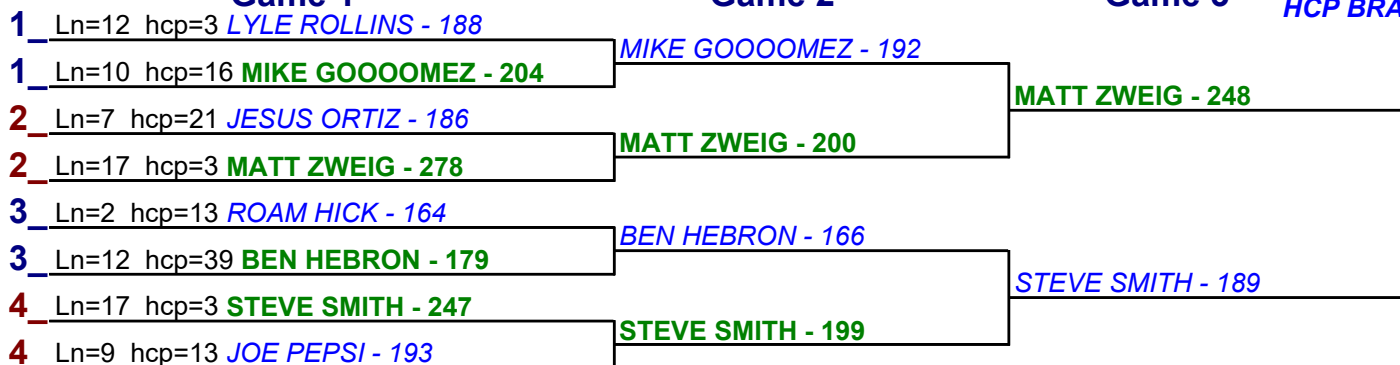 Game 1 Game 2 Game 3
HCP BRA
1_ Ln=12 hcp=3 LYLE ROLLINS - 188
MIKE GOOOOMEZ - 192
1_ Ln=10 hcp=16 MIKE GOOOOMEZ - 204
MATT ZWEIG - 248
2_ Ln=7 hcp=21 JESUS ORTIZ - 186
MATT ZWEIG - 200
2_ Ln=17 hcp=3 MATT ZWEIG - 278
3_ Ln=2 hcp=13 ROAM HICK - 164
BEN HEBRON - 166
3_ Ln=12 hcp=39 BEN HEBRON - 179
STEVE SMITH - 189
4_ Ln=17 hcp=3 STEVE SMITH - 247
STEVE SMITH - 199
4 Ln=9 hcp=13 JOE PEPSI - 193